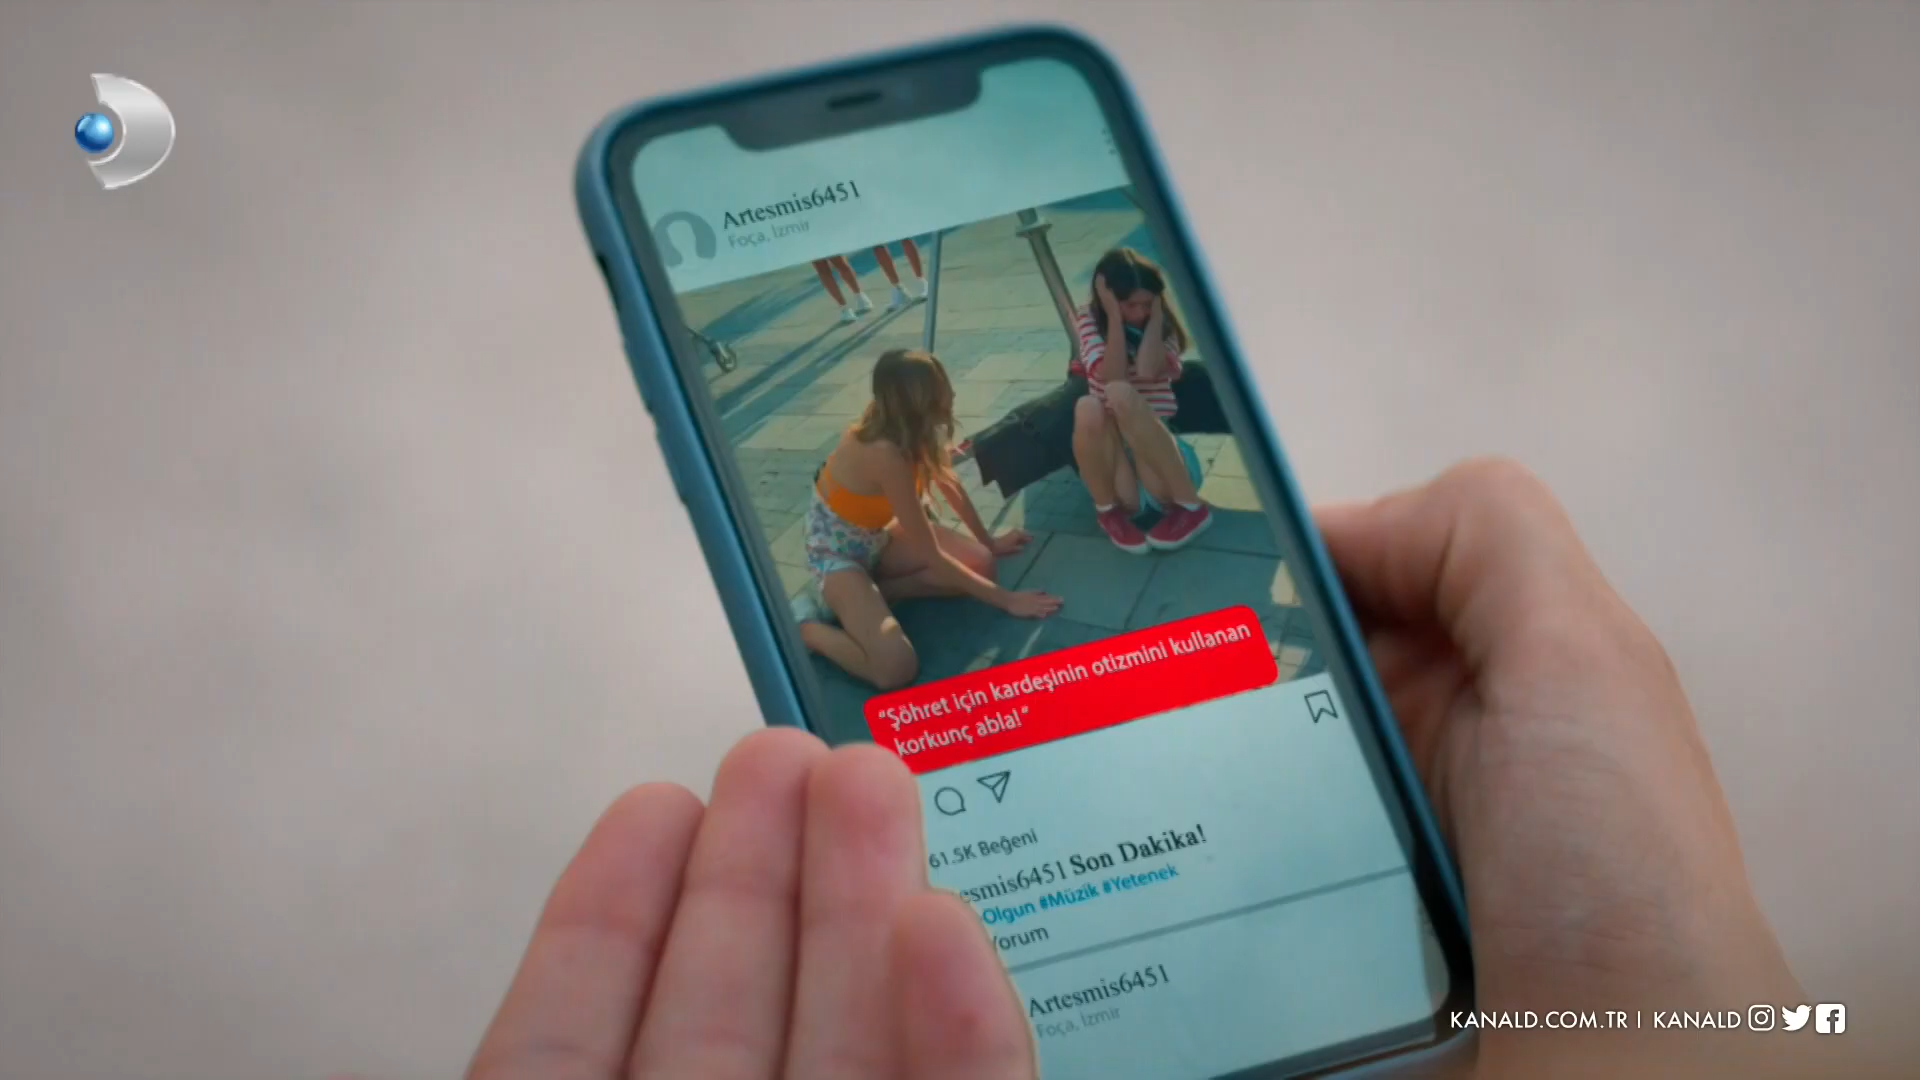 Artesmis6451
Foça, İzmir
“Şöhret için kardeşinin otizmini kullanan
korkunç abla!”
61.5K Beğeni
esmis6451 Son Dakika!
Olgun #Müzik #Yetenek
Yorum
Artesmis6451
Foça, İzmir
KANALD.COM.TR | KANALD